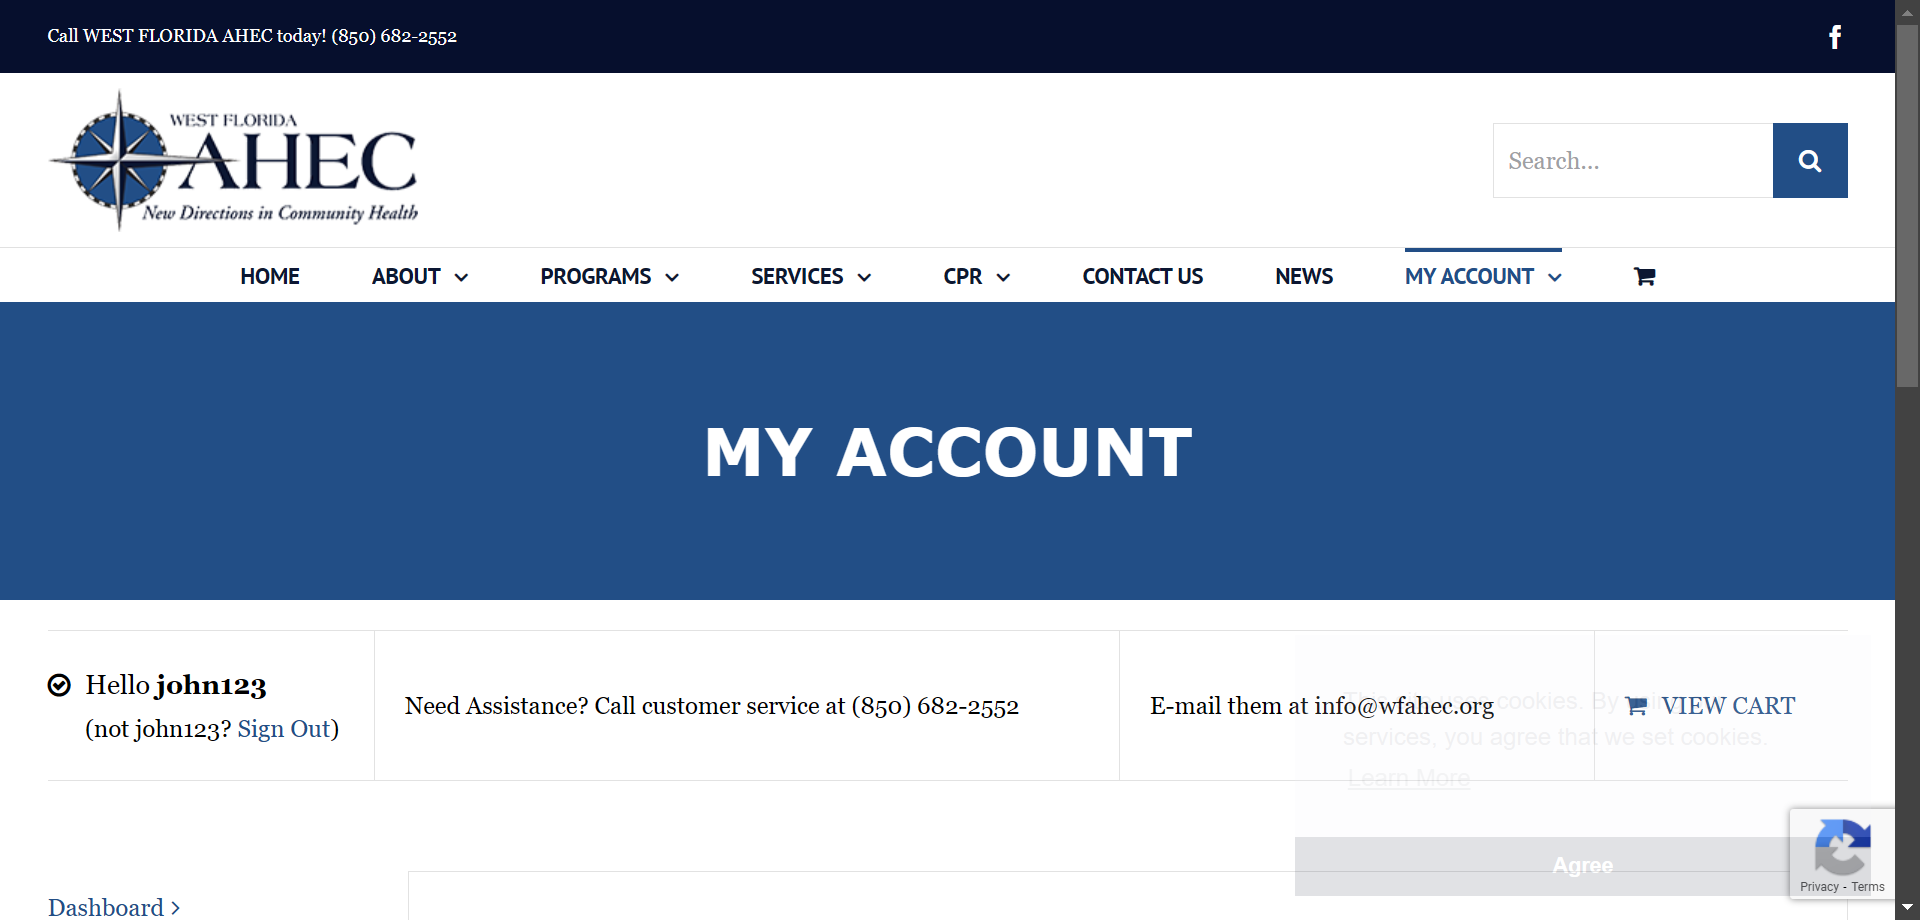 Call WEST FLORIDA AHEC today! (850) 682-2552
WEST FLORIDA
AHEC
New Directions in Community Health
Search...
HOME
ABOUT
PROGRAMS
SERVICES
CPR
CONTACT US
NEWS
MY ACCOUNT
MY ACCOUNT
Hello john123
(not john123? Sign Out)
Need Assistance? Call customer service at (850) 682-2552
E-mail them at info@wfahec.org
VIEW CART
cookies. By
services, you agree that we set cookies.
Learn More
Agree
Privacy - Terms
Dashboard